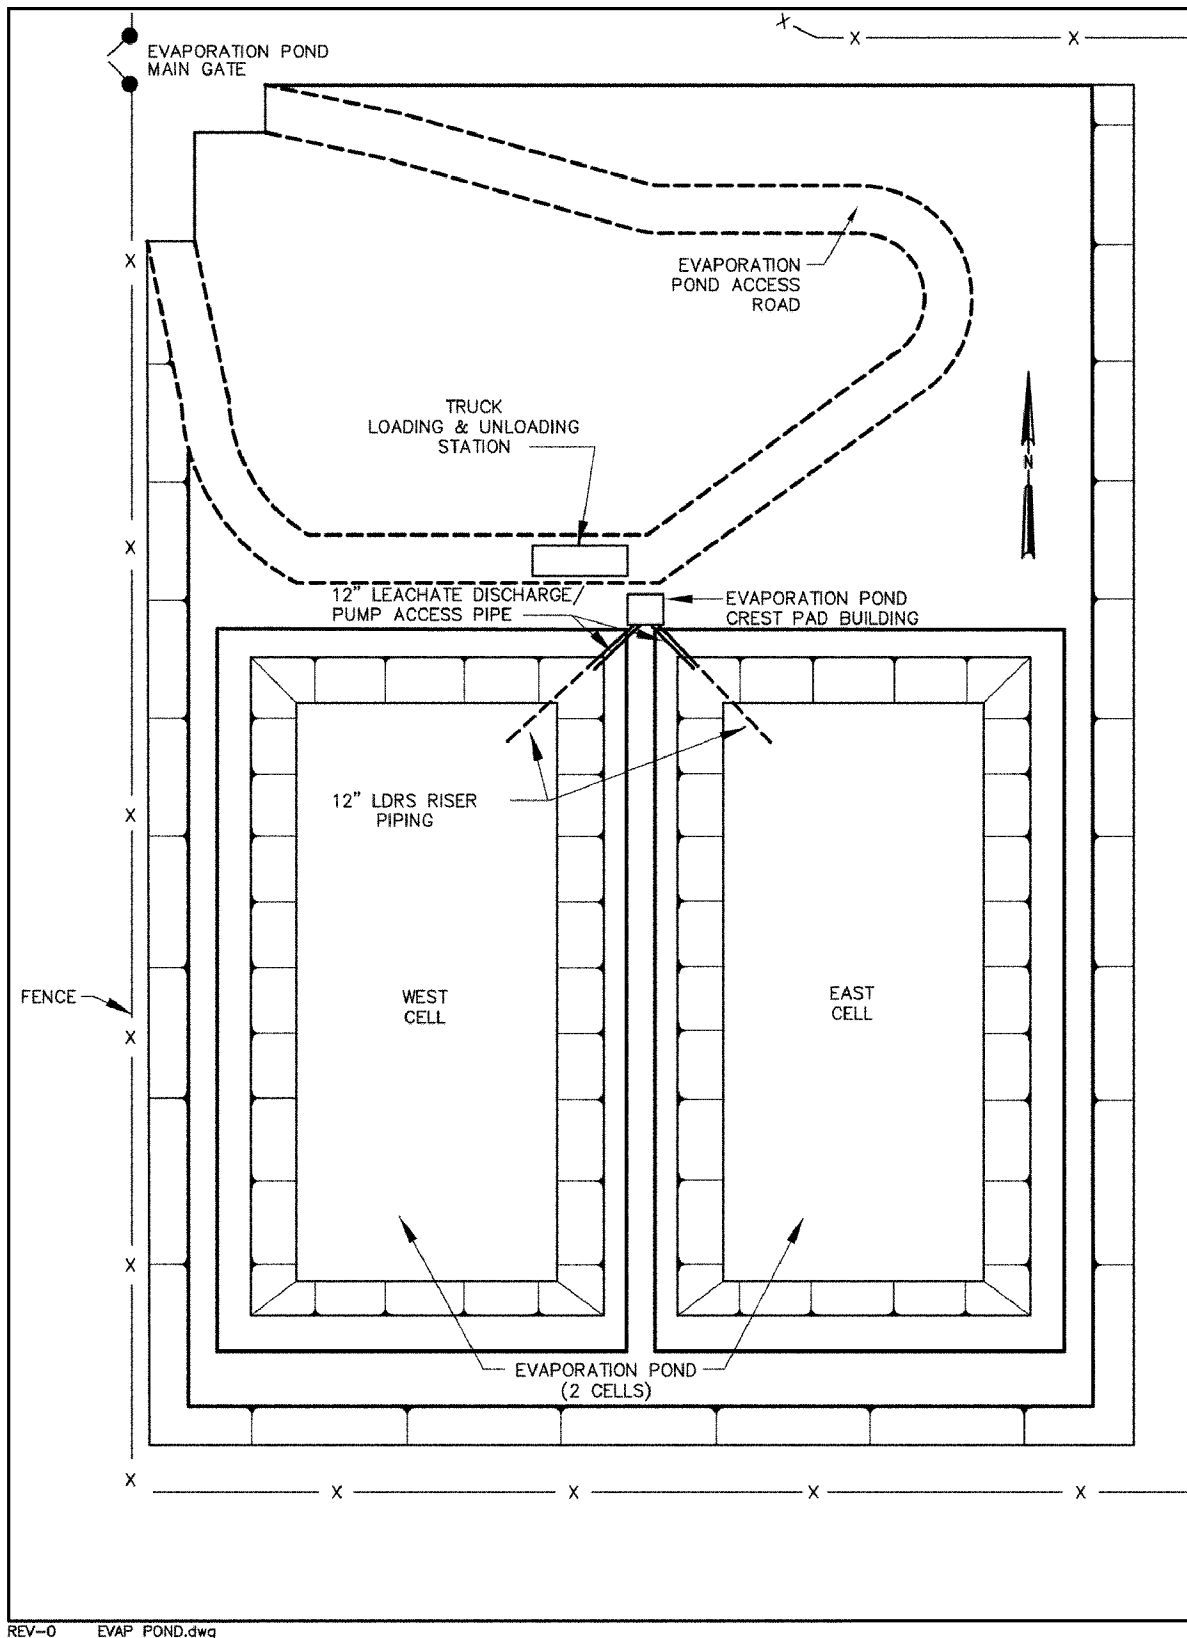 EVAPORATION POND
MAIN GATE
X
X
X
X
EVAPORATION
POND ACCESS
ROAD
TRUCK
LOADING & UNLOADING
STATION
N
X
12" LEACHATE DISCHARGE/
PUMP ACCESS PIPE
EVAPORATION POND
CREST PAD BUILDING
12" LDRS RISER
PIPING
X
FENCE
WEST
CELL
EAST
CELL
X
X
EVAPORATION POND
(2 CELLS)
X
X
X
X
X
REV-0 EVAP POND.dwg